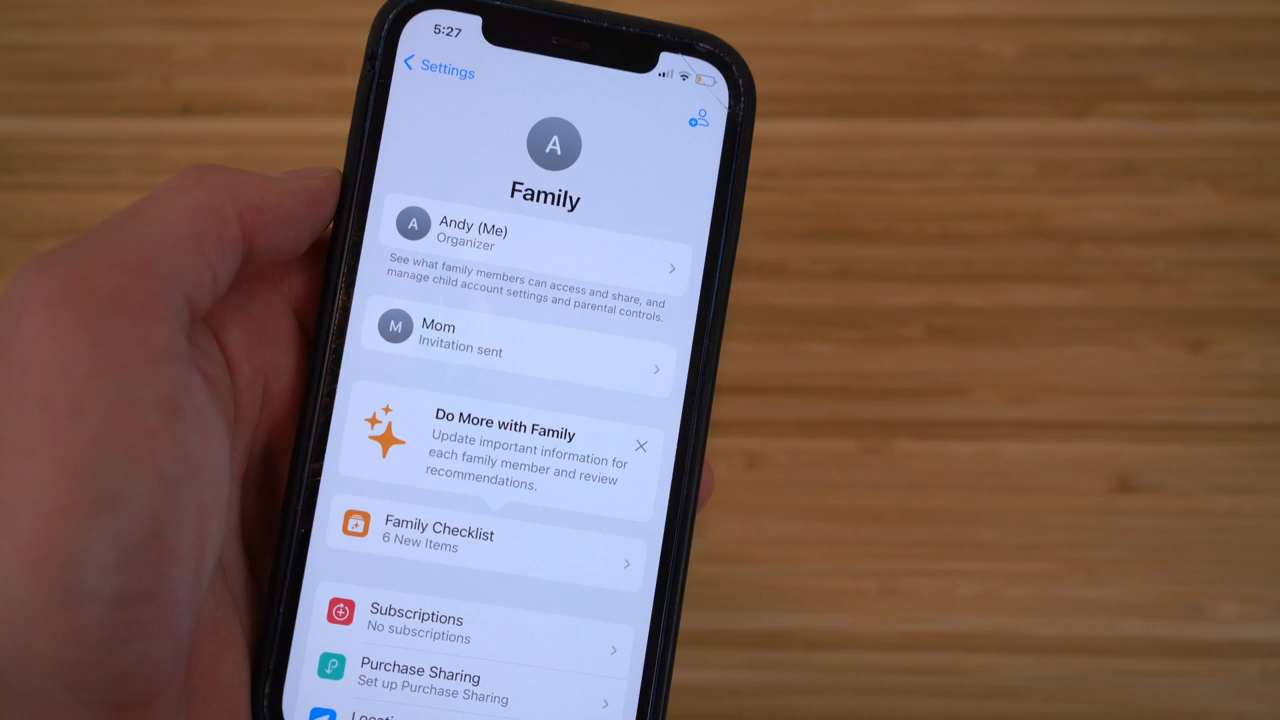 5:27
Settings
A
Family
A
Andy (Me)
Organizer
See what family members can access and share, and
manage child account settings and parental controls.
M
Mom
Invitation sent
Do More with Family
Update important information for
each family member and review
recommendations.
Family Checklist
6 New Items
Subscriptions
No subscriptions
Purchase Sharing
Set up Purchase Sharing